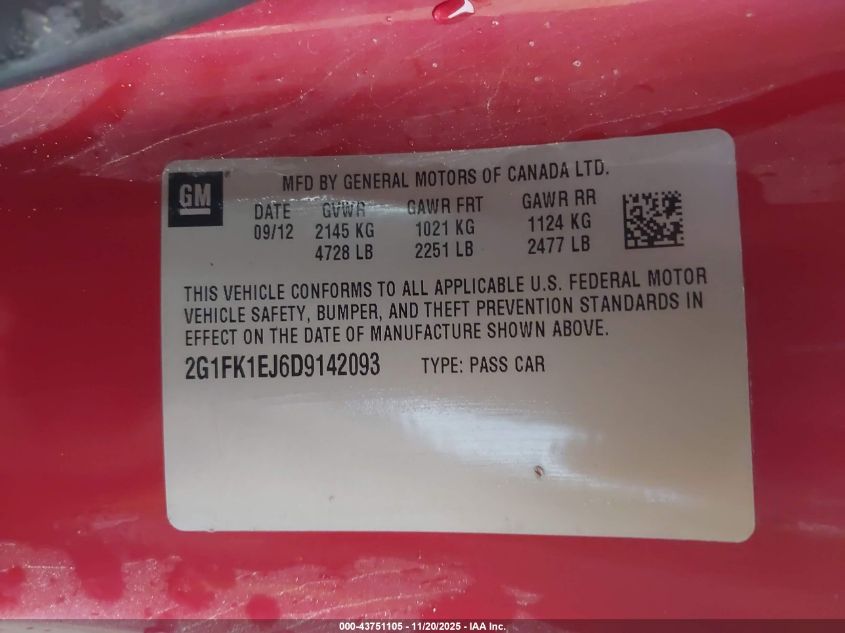 GM
MFD BY GENERAL MOTORS OF CANADA LTD.
DATE GVWR GAWR FRT GAWR RR
09/12 2145 KG 1021 KG 1124 KG
4728 LB 2251 LB 2477 LB
THIS VEHICLE CONFORMS TO ALL APPLICABLE U.S. FEDERAL MOTOR
VEHICLE SAFETY, BUMPER, AND THEFT PREVENTION STANDARDS IN
EFFECT ON THE DATE OF MANUFACTURE SHOWN ABOVE.
2G1FK1EJ6D9142093 TYPE: PASS CAR
000-43751105 - 11/20/2025 - IAA Inc.